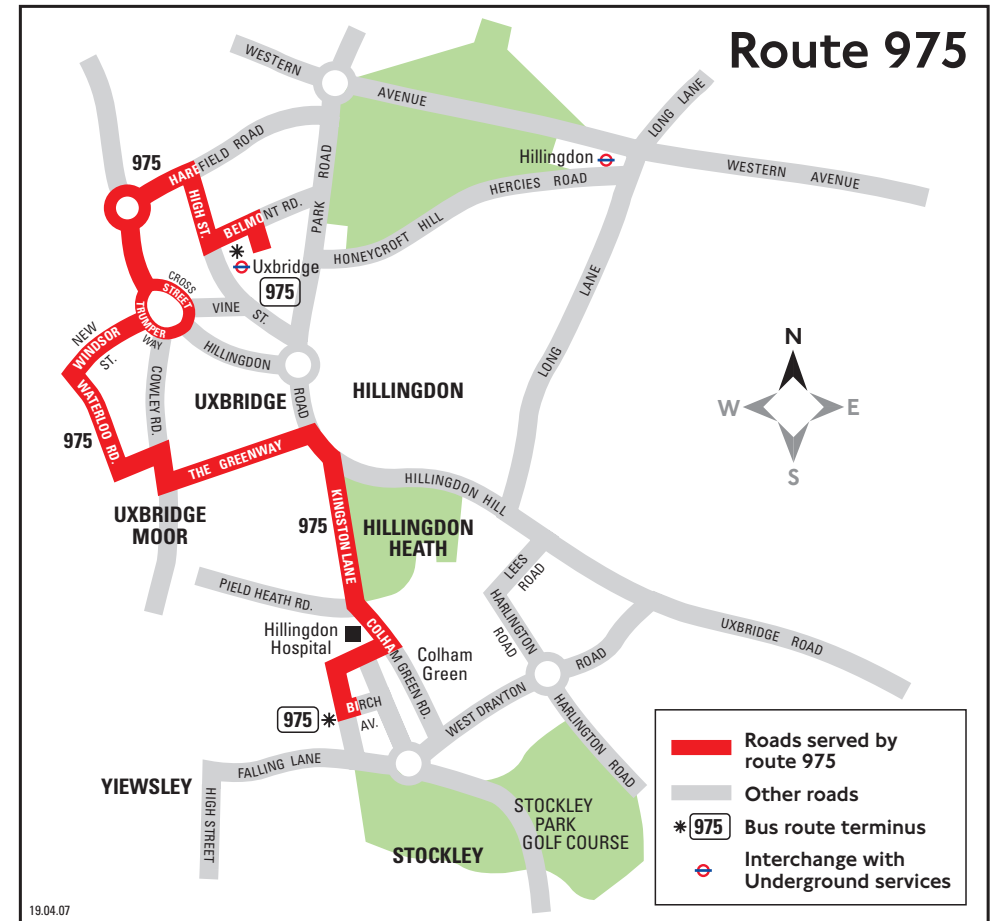 Route 975
WESTERN
AVENUE
LONG LANE
WESTERN AVENUE
Hillingdon
HERCIES ROAD
HONEYCROFT HILL
PARK ROAD
HAREFIELD ROAD
975
HIGH ST.
BELMONT RD.
Uxbridge
975
CROSS
STREET
TRUMPER
WAY
VINE ST.
NEW
WINDSOR
ST.
HILLINGDON
ROAD
COWLEY RD.
WATERLOO RD.
975
UXBRIDGE
HILLINGDON
LONG LANE
N
W
E
S
THE GREENWAY
UXBRIDGE
MOOR
975
KINGSTON LANE
HILLINGDON
HEATH
HILLINGDON HILL
LEES
ROAD
HARLINGTON
ROAD
UXBRIDGE ROAD
PIELD HEATH RD.
Hillingdon
Hospital
COLHAM GREEN RD.
Colham
Green
BIRCH
AV.
975
WEST DRAYTON
ROAD
HARLINGTON ROAD
FALLING LANE
YIEWSLEY
HIGH STREET
STOCKLEY
PARK
GOLF COURSE
STOCKLEY
Roads served by
route 975
Other roads
975 Bus route terminus
Interchange with
Underground services
19.04.07